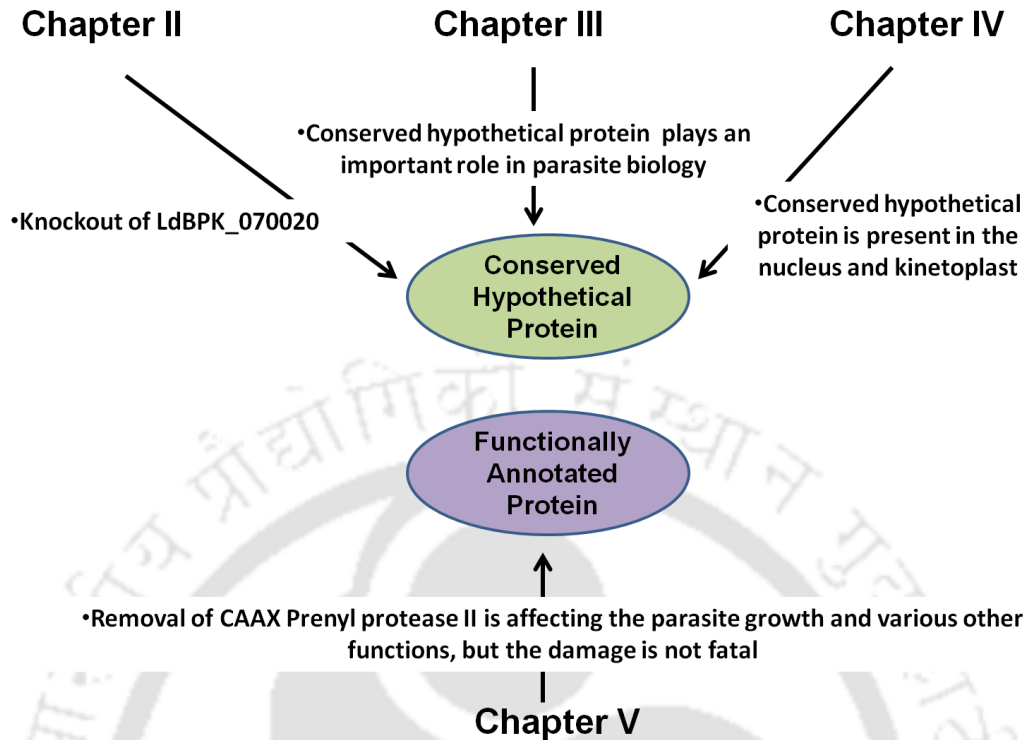 Chapter II
Chapter III
Chapter IV
•Conserved hypothetical protein plays an
important role in parasite biology
•Knockout of LdBPK_070020
•Conserved hypothetical
protein is present in the
nucleus and kinetoplast
Conserved
Hypothetical
Protein
Functionally
Annotated
Protein
•Removal of CAAX Prenyl protease II is affecting the parasite growth and various other
functions, but the damage is not fatal
Chapter V
प्रौद्योगिकी संस्थान